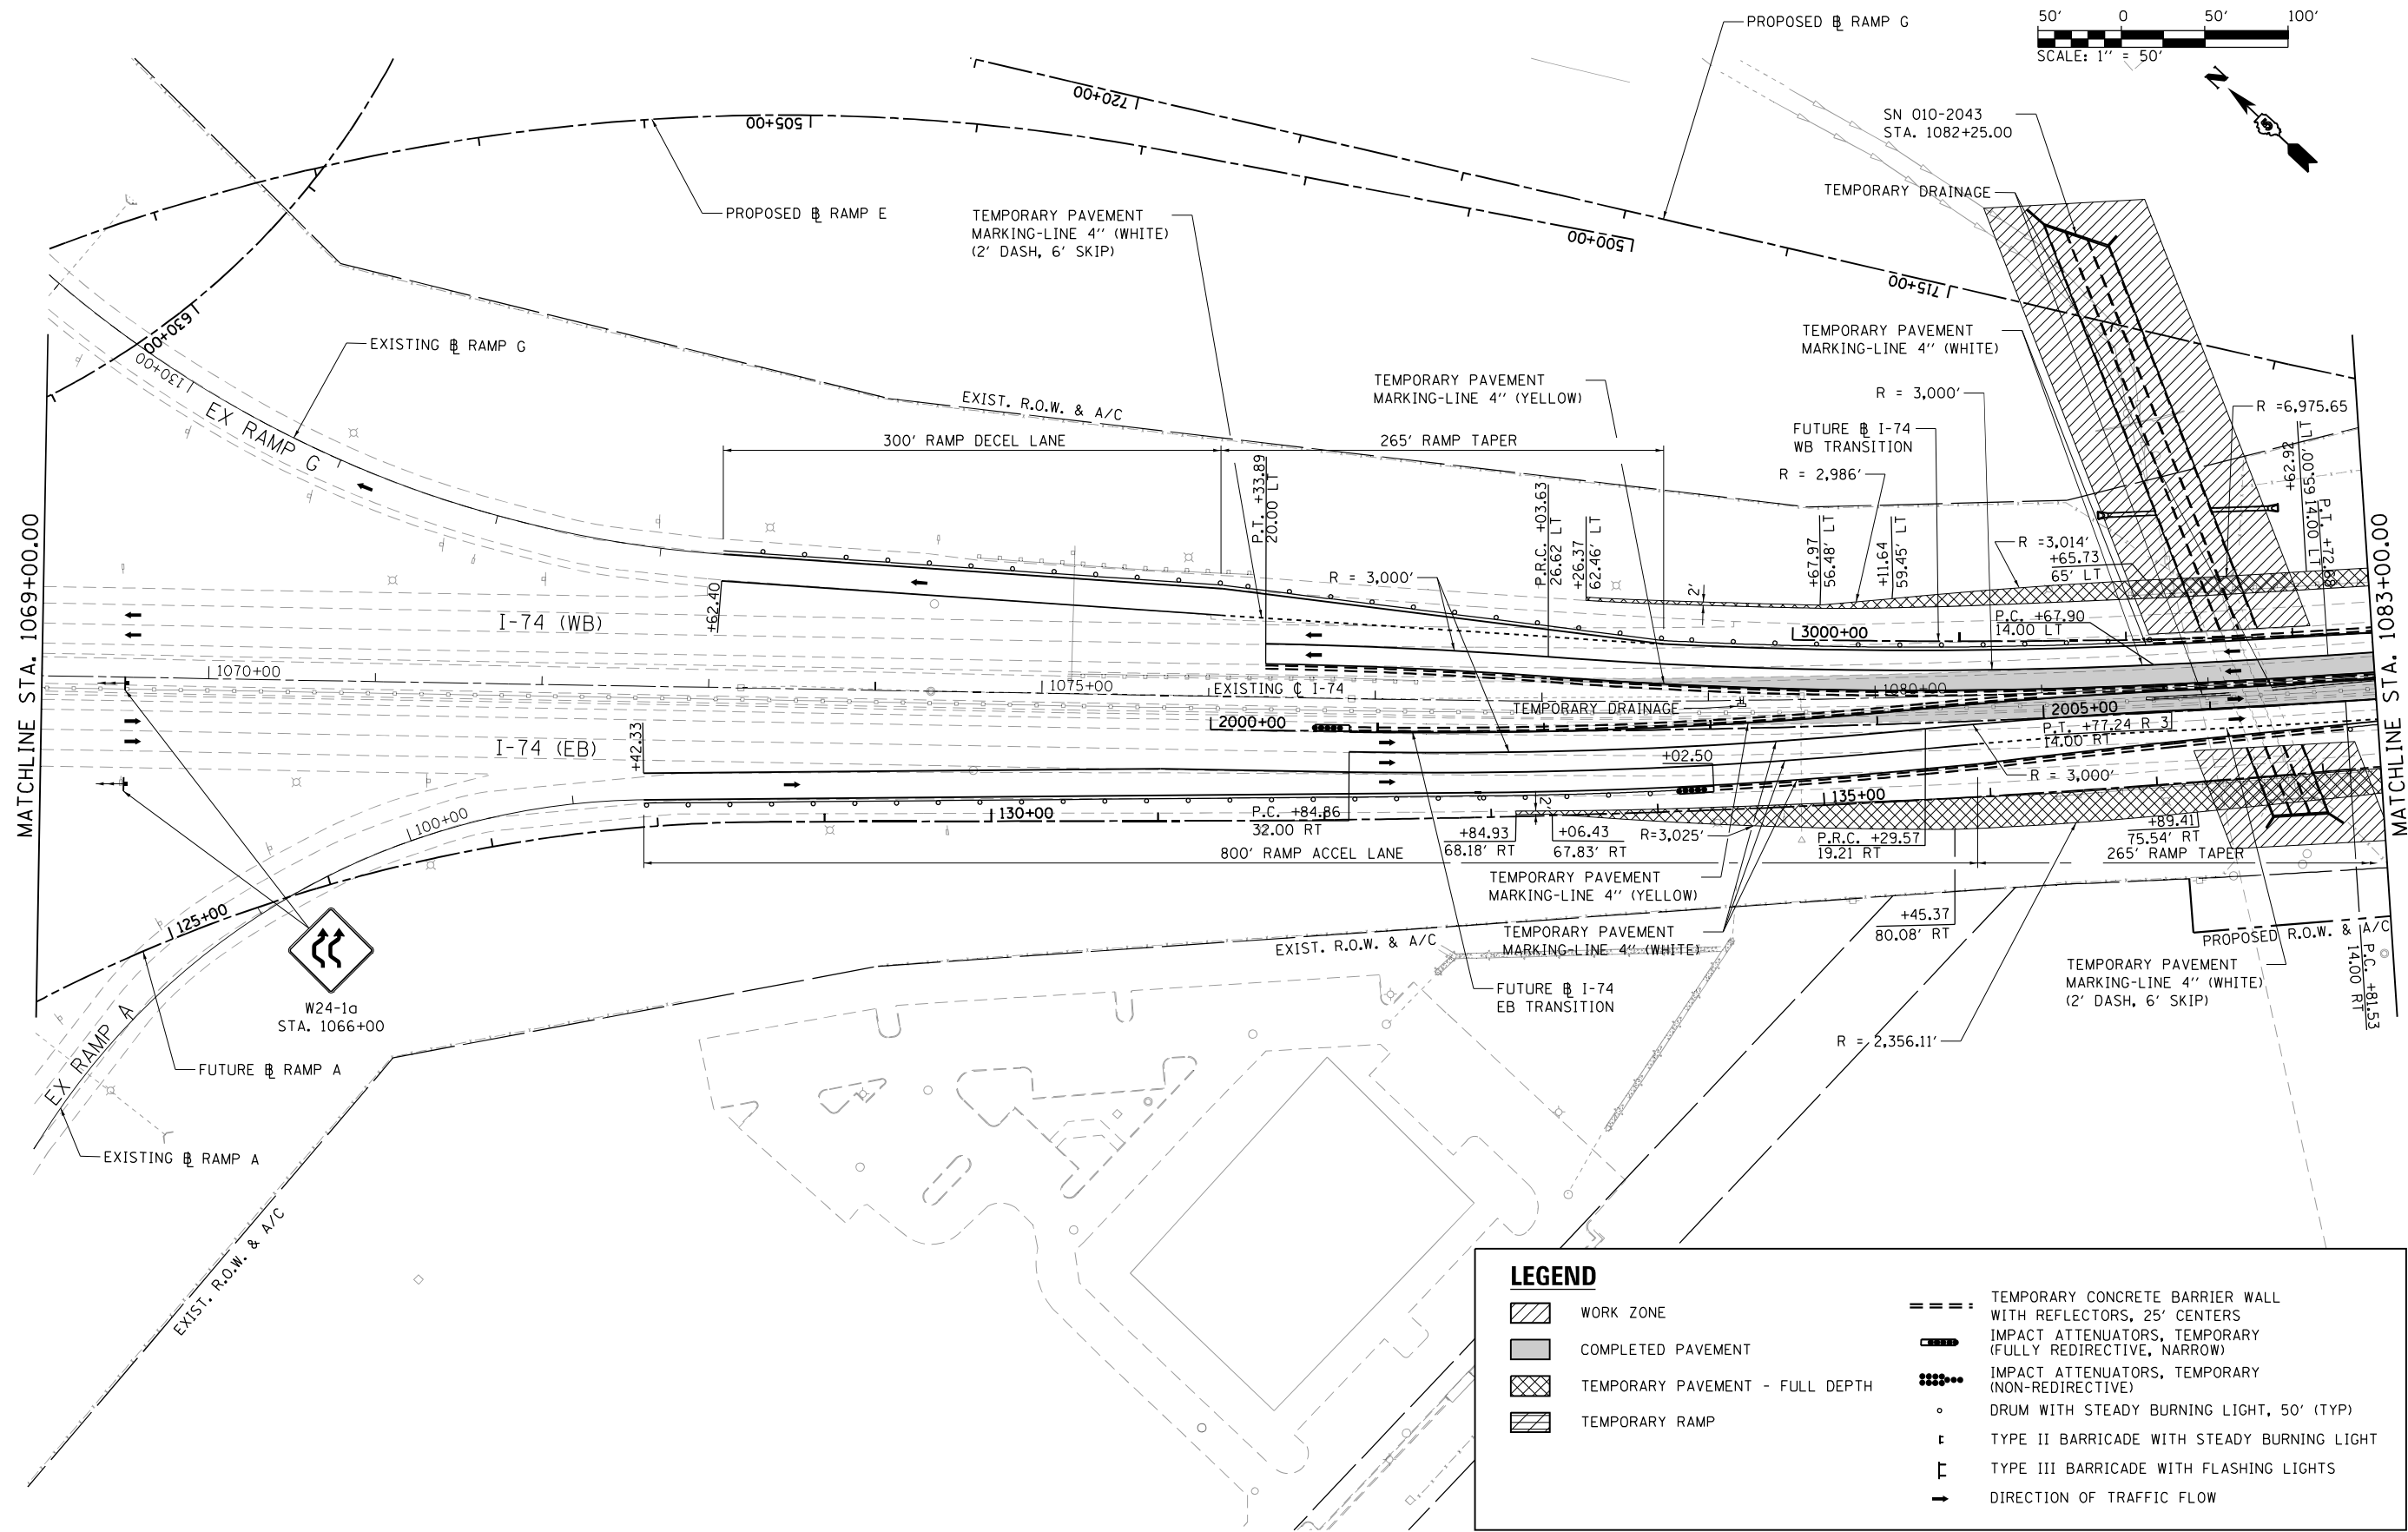 50' 0 50' 100'
SCALE: 1" = 50'
N
PROPOSED ℄ RAMP G
720+00
505+00
SN 010-2043
STA. 1082+25.00
TEMPORARY DRAINAGE
PROPOSED ℄ RAMP E
TEMPORARY PAVEMENT
MARKING-LINE 4" (WHITE)
(2' DASH, 6' SKIP)
500+00
715+00
630+00
130+00
EXISTING ℄ RAMP G
EX RAMP G
TEMPORARY PAVEMENT
MARKING-LINE 4" (WHITE)
TEMPORARY PAVEMENT
MARKING-LINE 4" (YELLOW)
R = 3,000'
EXIST. R.O.W. & A/C
R =6,975.65
FUTURE ℄ I-74
WB TRANSITION
300' RAMP DECEL LANE
265' RAMP TAPER
R = 2,986'
P.T. +33.89
20.00 LT
P.R.C. +03.63
26.62 LT
+26.37
62.46' LT
+67.97
56.48' LT
+11.64
59.45' LT
+62.92
65.00' LT
P.T. +72.89
14.00 LT
R =3,014'
+65.73
65' LT
R = 3,000'
2'
+62.40
P.C. +67.90
14.00 LT
3000+00
I-74 (WB)
MATCHLINE STA. 1069+00.00
MATCHLINE STA. 1083+00.00
1070+00
1075+00
EXISTING ℄ I-74
1080+00
TEMPORARY DRAINAGE
2000+00
2005+00
P.T. +77.24 R 3
14.00 RT
I-74 (EB)
+42.33
+02.50
R = 3,000'
100+00
130+00
135+00
P.C. +84.86
32.00 RT
2'
+84.93
68.18' RT
+06.43
67.83' RT
R=3,025'
P.R.C. +29.57
19.21 RT
+89.41
75.54' RT
800' RAMP ACCEL LANE
265' RAMP TAPER
TEMPORARY PAVEMENT
MARKING-LINE 4" (YELLOW)
125+00
+45.37
80.08' RT
TEMPORARY PAVEMENT
MARKING-LINE 4" (WHITE)
EXIST. R.O.W. & A/C
PROPOSED R.O.W. & A/C
P.C. +81.53
14.00 RT
TEMPORARY PAVEMENT
MARKING-LINE 4" (WHITE)
(2' DASH, 6' SKIP)
FUTURE ℄ I-74
EB TRANSITION
W24-1a
STA. 1066+00
R = 2,356.11'
FUTURE ℄ RAMP A
EX RAMP A
EXISTING ℄ RAMP A
EXIST. R.O.W. & A/C
LEGEND
WORK ZONE
COMPLETED PAVEMENT
TEMPORARY PAVEMENT - FULL DEPTH
TEMPORARY RAMP
TEMPORARY CONCRETE BARRIER WALL
WITH REFLECTORS, 25' CENTERS
IMPACT ATTENUATORS, TEMPORARY
(FULLY REDIRECTIVE, NARROW)
IMPACT ATTENUATORS, TEMPORARY
(NON-REDIRECTIVE)
DRUM WITH STEADY BURNING LIGHT, 50' (TYP)
TYPE II BARRICADE WITH STEADY BURNING LIGHT
TYPE III BARRICADE WITH FLASHING LIGHTS
DIRECTION OF TRAFFIC FLOW